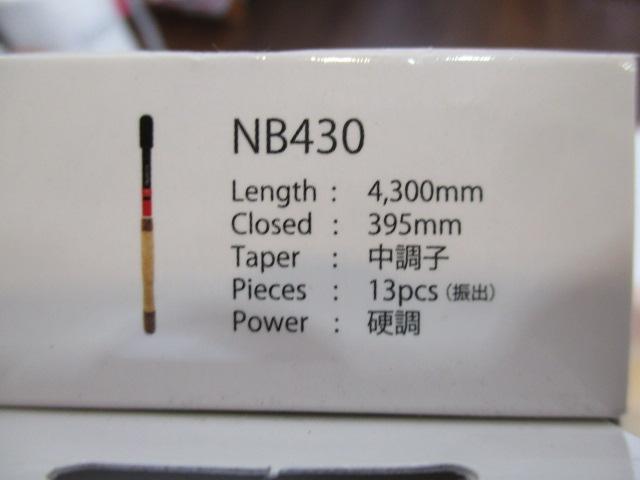 NB430
Length : 4,300mm
Closed : 395mm
Taper : 中調子
Pieces : 13pcs (振出)
Power : 硬調